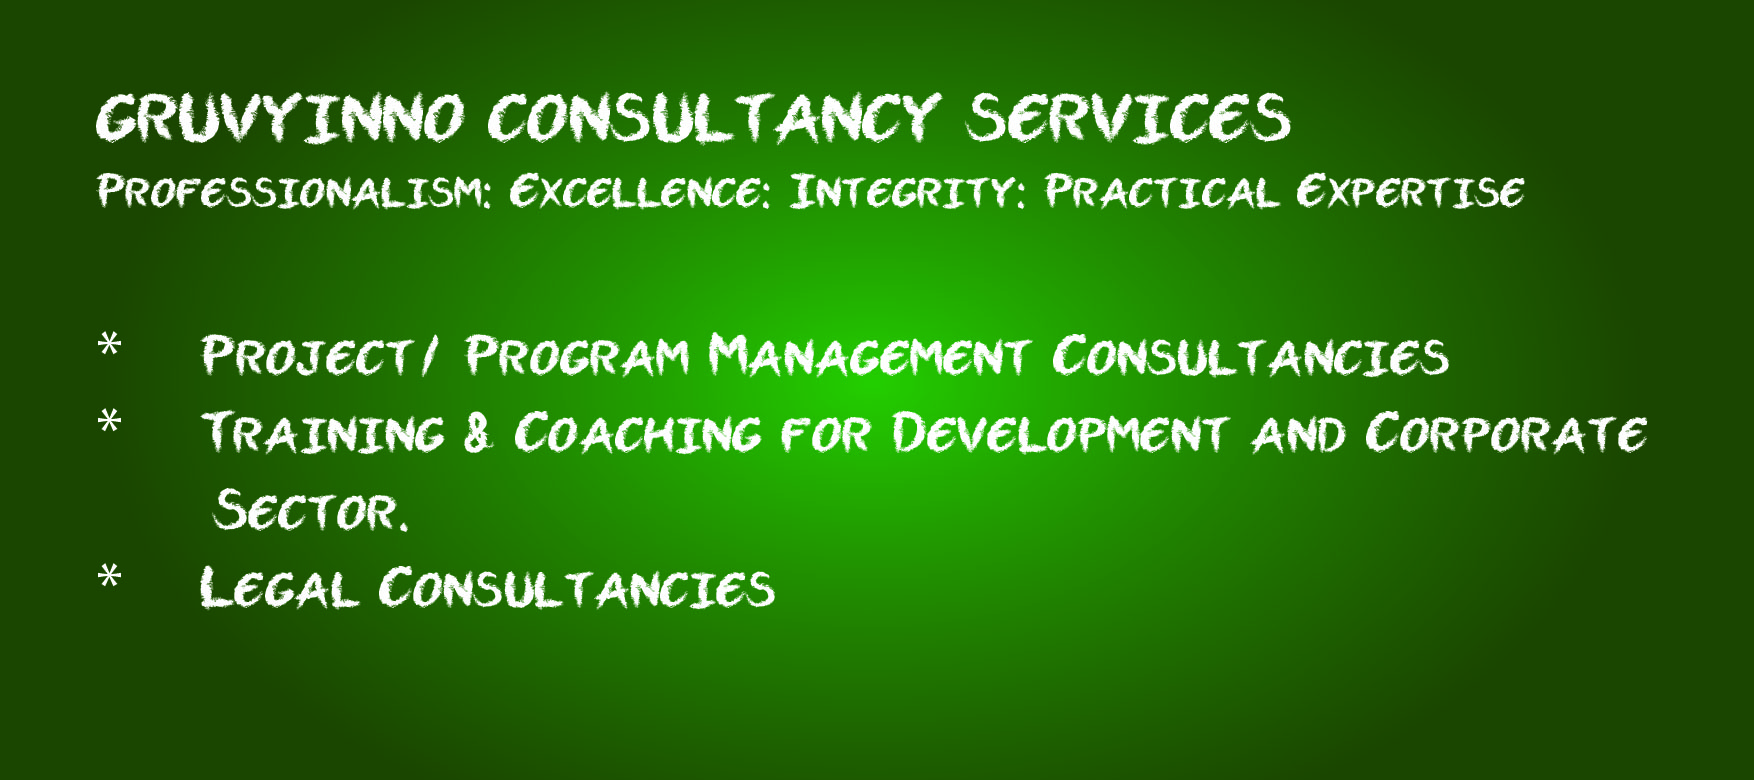 Gruvyinno Consultancy Services
Professionalism: Excellence: Integrity: Practical Expertise
* Project/ Program Management Consultancies
* Training & Coaching for Development and Corporate
Sector.
* Legal Consultancies